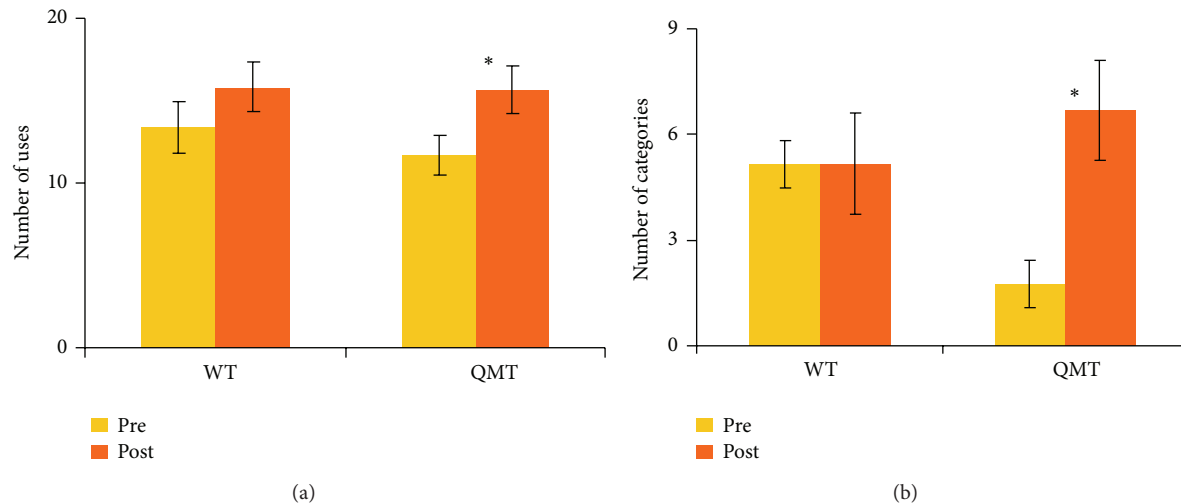 20
10
0
Number of uses
*
WT
QMT
Pre
Post
(a)
9
6
3
0
Number of categories
*
WT
QMT
Pre
Post
(b)